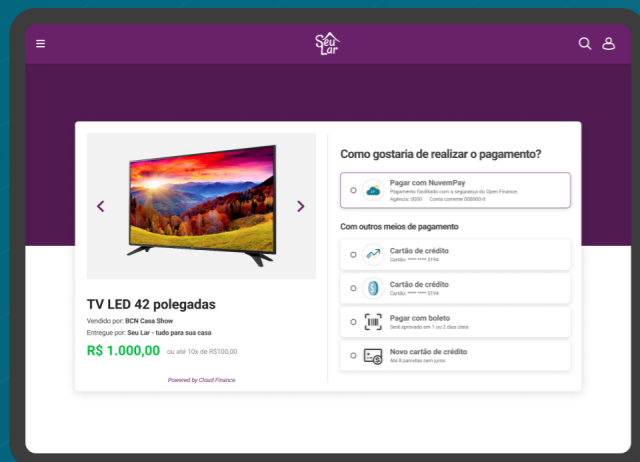 Seu
Lar
TV LED 42 polegadas
Vendido por: BCN Casa Show
Entregue por: Seu Lar - tudo para sua casa
R$ 1.000,00 ou até 10x de R$100,00
Powered by Cloud Finance
Como gostaria de realizar o pagamento?
Pagar com NuvemPay
Pagamento facilitado com a segurança do Open Finance.
Agência: 0000 Conta corrente 000000-0
Com outros meios de pagamento
Cartão de crédito
Cartão: **** **** 5194
Cartão de crédito
Cartão: **** **** 5194
Pagar com boleto
Será aprovado em 1 ou 2 dias úteis
Novo cartão de crédito
Até 8 parcelas sem juros